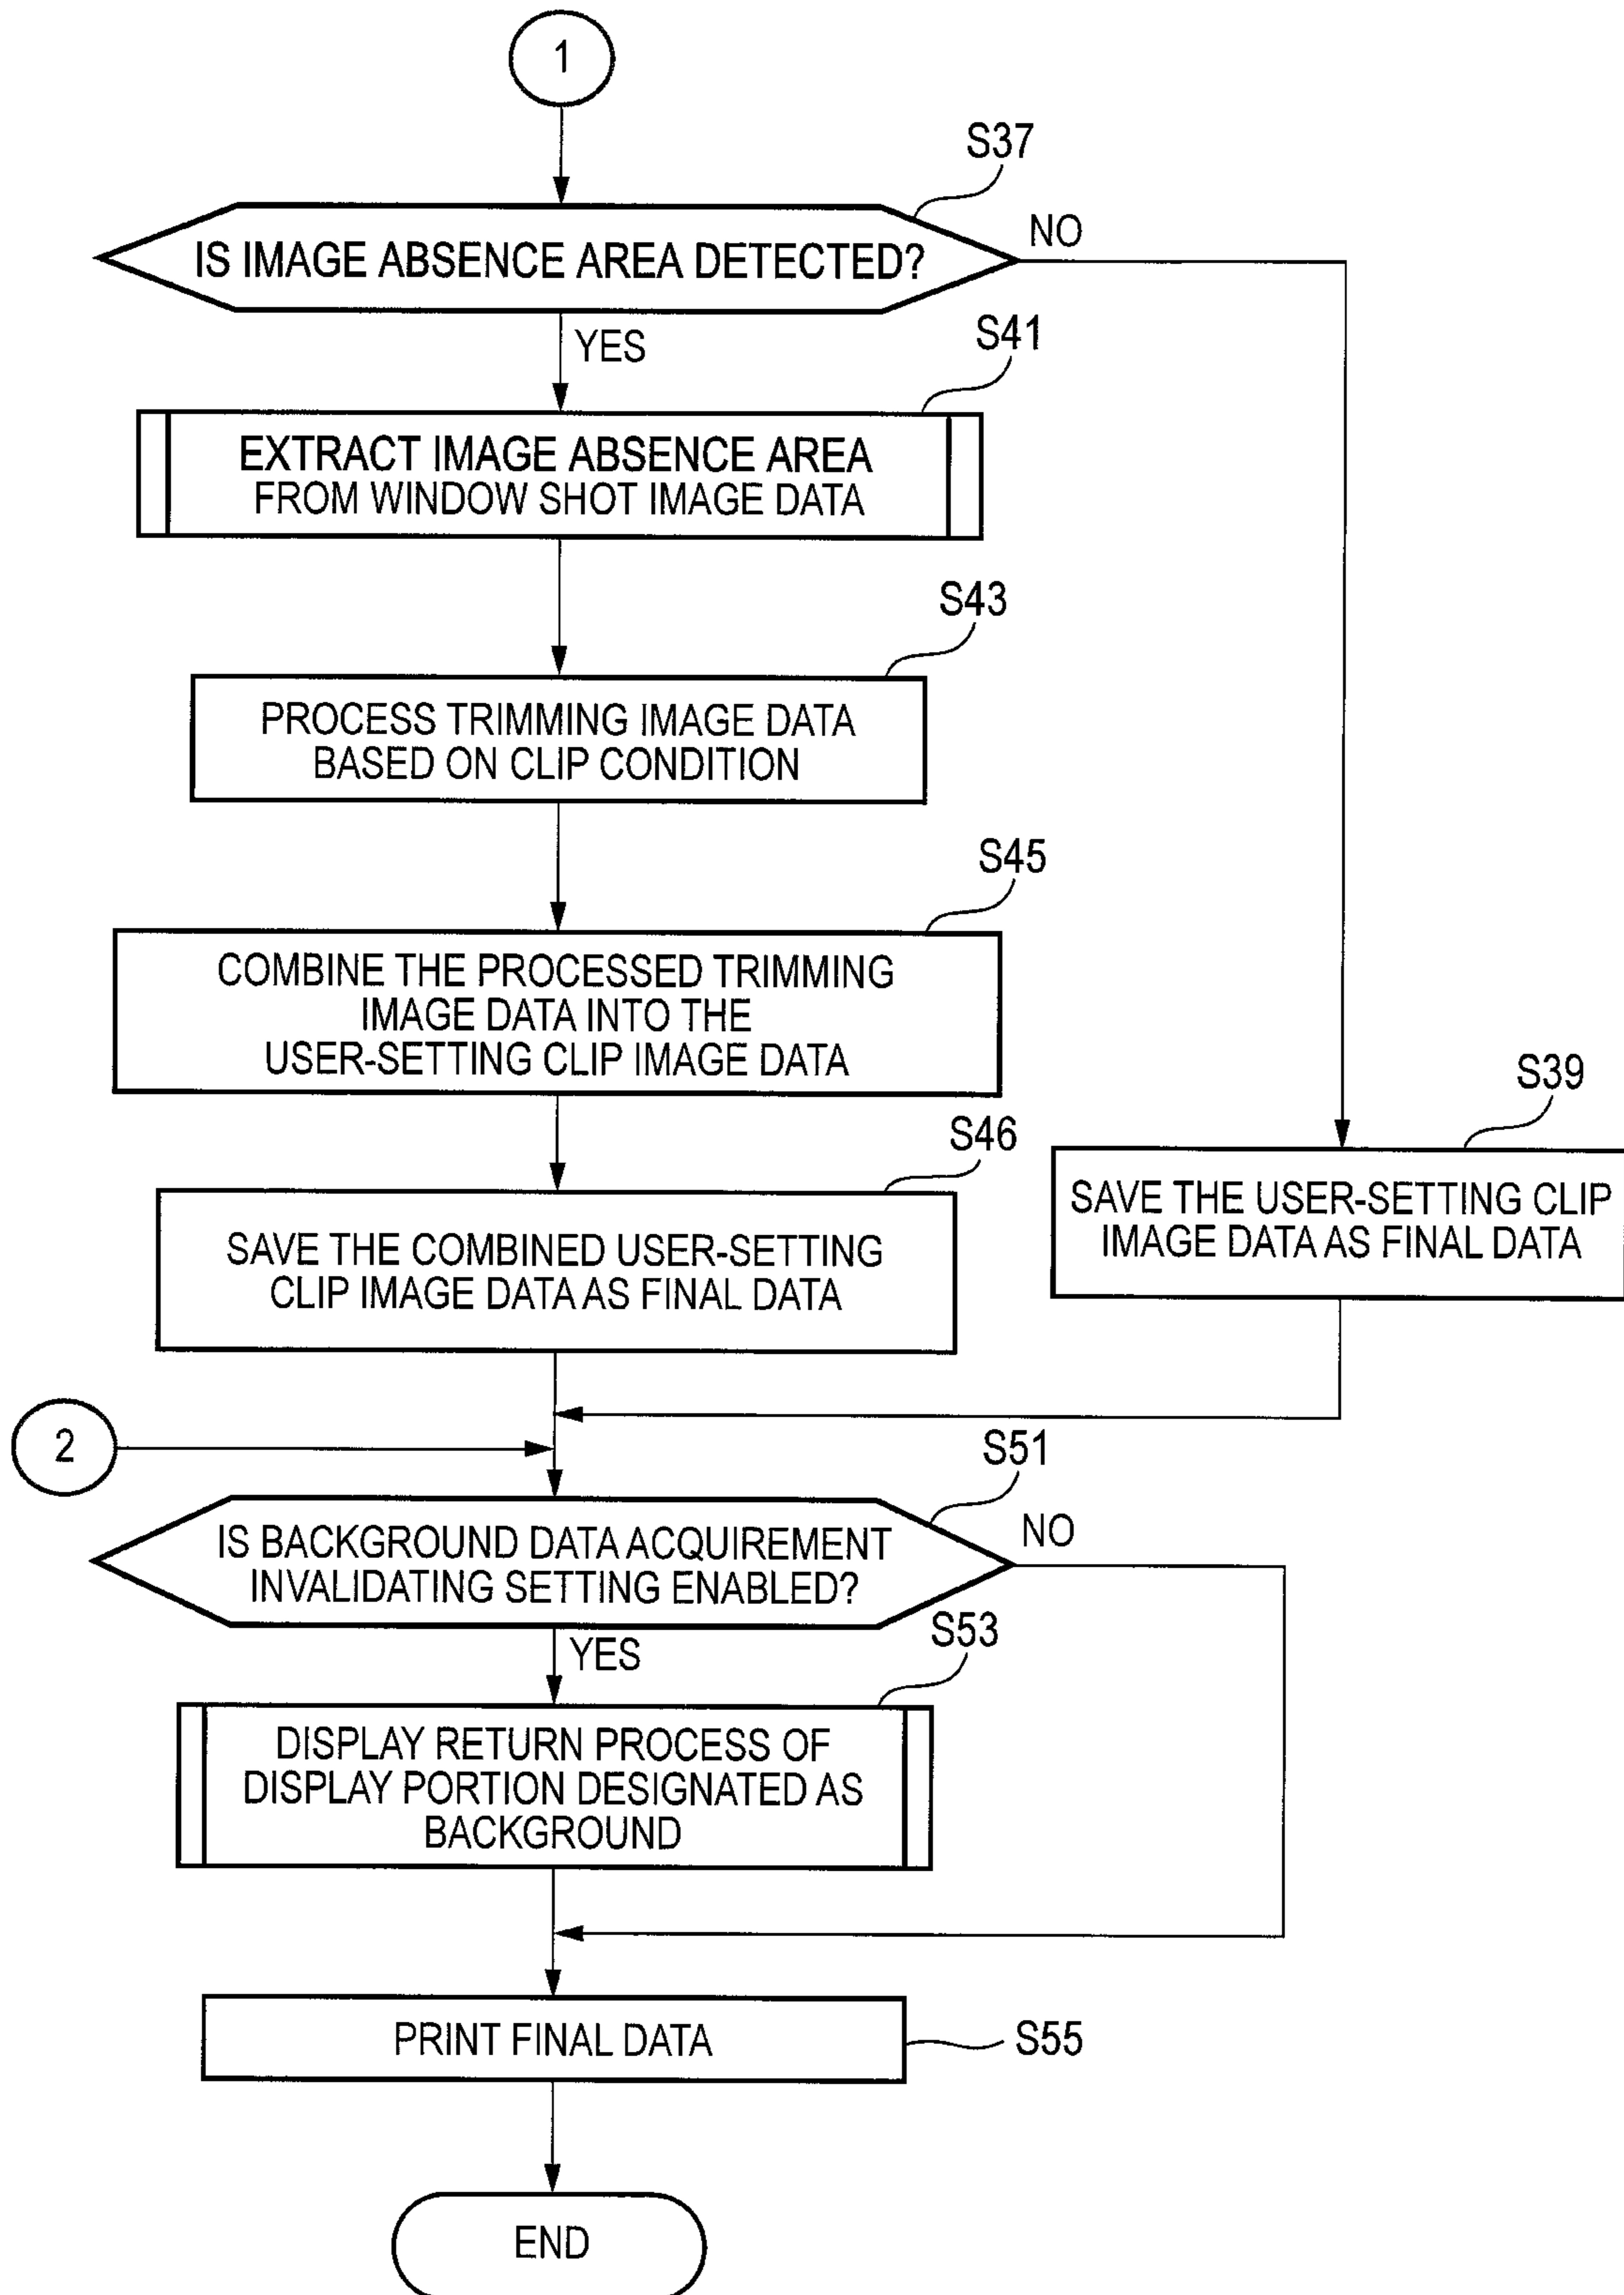 1
S37
IS IMAGE ABSENCE AREA DETECTED?
NO
YES
S41
EXTRACT IMAGE ABSENCE AREA
FROM WINDOW SHOT IMAGE DATA
S43
PROCESS TRIMMING IMAGE DATA
BASED ON CLIP CONDITION
S45
COMBINE THE PROCESSED TRIMMING
IMAGE DATA INTO THE
USER-SETTING CLIP IMAGE DATA
S39
SAVE THE USER-SETTING CLIP
IMAGE DATA AS FINAL DATA
S46
SAVE THE COMBINED USER-SETTING
CLIP IMAGE DATA AS FINAL DATA
2
S51
IS BACKGROUND DATA ACQUIREMENT
INVALIDATING SETTING ENABLED?
NO
YES
S53
DISPLAY RETURN PROCESS OF
DISPLAY PORTION DESIGNATED AS
BACKGROUND
PRINT FINAL DATA
S55
END